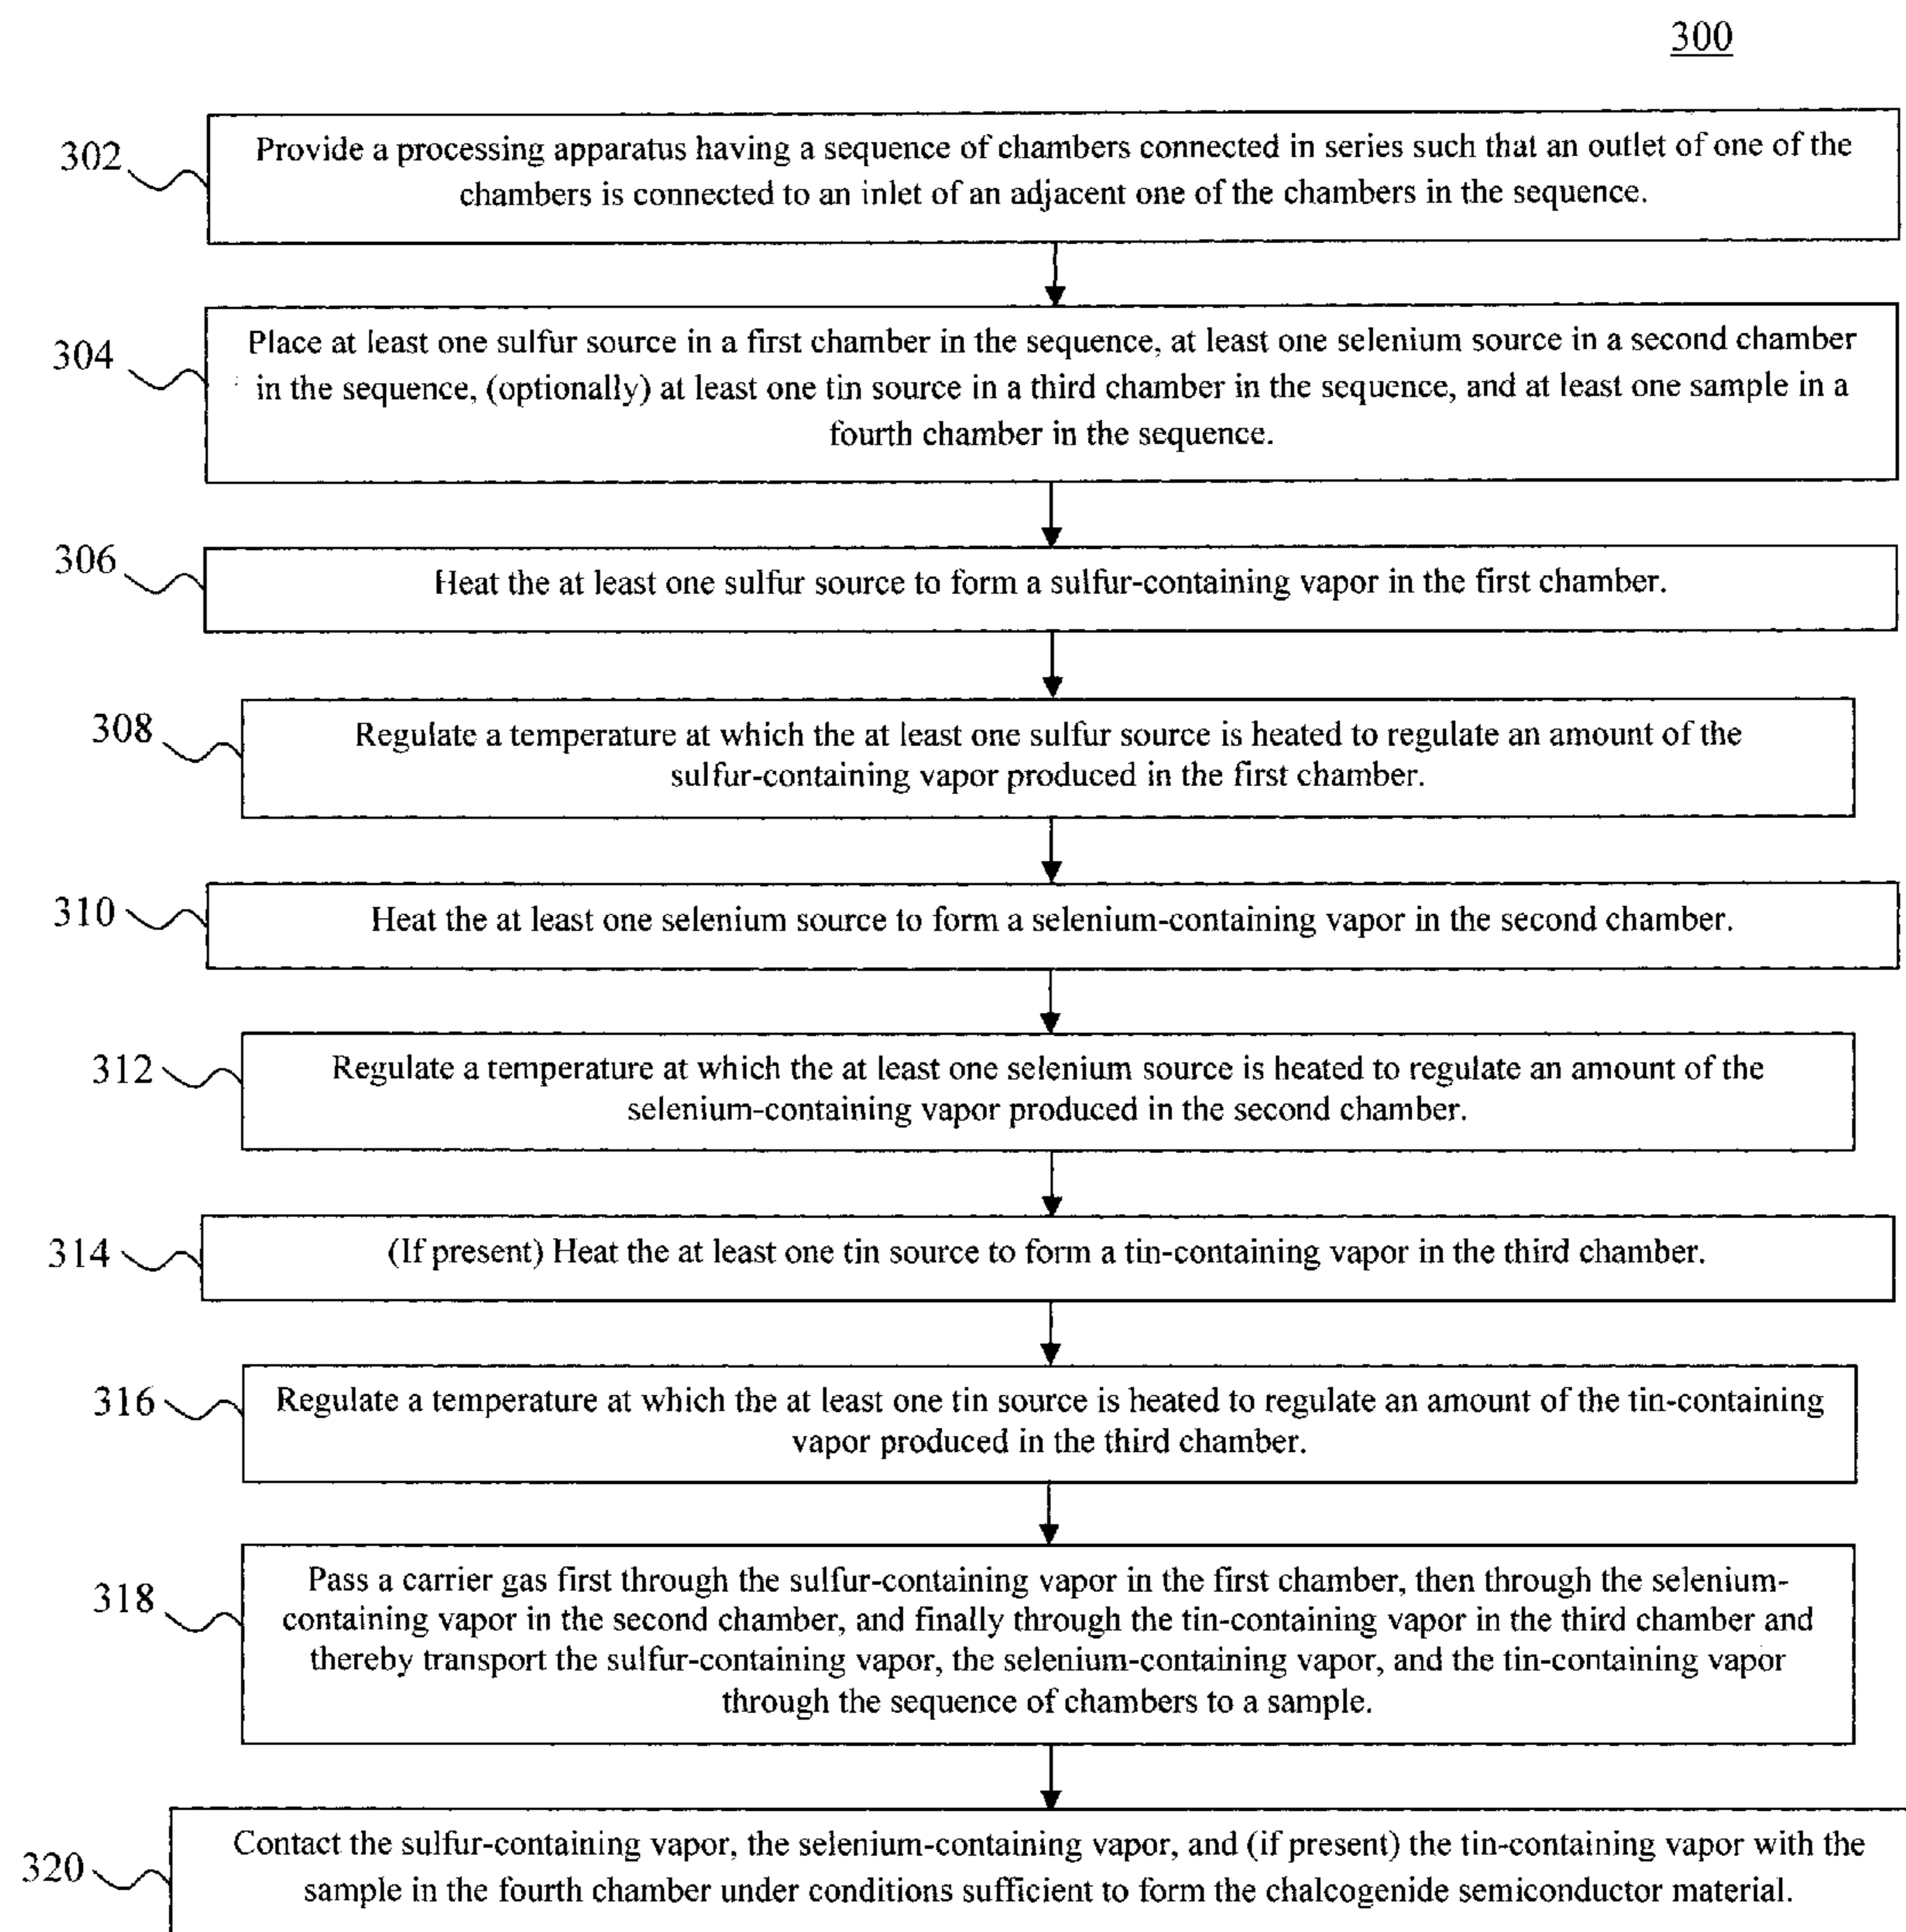 300
302
Provide a processing apparatus having a sequence of chambers connected in series such that an outlet of one of the
chambers is connected to an inlet of an adjacent one of the chambers in the sequence.
304
Place at least one sulfur source in a first chamber in the sequence, at least one selenium source in a second chamber
in the sequence, (optionally) at least one tin source in a third chamber in the sequence, and at least one sample in a
fourth chamber in the sequence.
306
Heat the at least one sulfur source to form a sulfur-containing vapor in the first chamber.
308
Regulate a temperature at which the at least one sulfur source is heated to regulate an amount of the
sulfur-containing vapor produced in the first chamber.
310
Heat the at least one selenium source to form a selenium-containing vapor in the second chamber.
312
Regulate a temperature at which the at least one selenium source is heated to regulate an amount of the
selenium-containing vapor produced in the second chamber.
314
(If present) Heat the at least one tin source to form a tin-containing vapor in the third chamber.
316
Regulate a temperature at which the at least one tin source is heated to regulate an amount of the tin-containing
vapor produced in the third chamber.
318
Pass a carrier gas first through the sulfur-containing vapor in the first chamber, then through the selenium-
containing vapor in the second chamber, and finally through the tin-containing vapor in the third chamber and
thereby transport the sulfur-containing vapor, the selenium-containing vapor, and the tin-containing vapor
through the sequence of chambers to a sample.
320
Contact the sulfur-containing vapor, the selenium-containing vapor, and (if present) the tin-containing vapor with the
sample in the fourth chamber under conditions sufficient to form the chalcogenide semiconductor material.